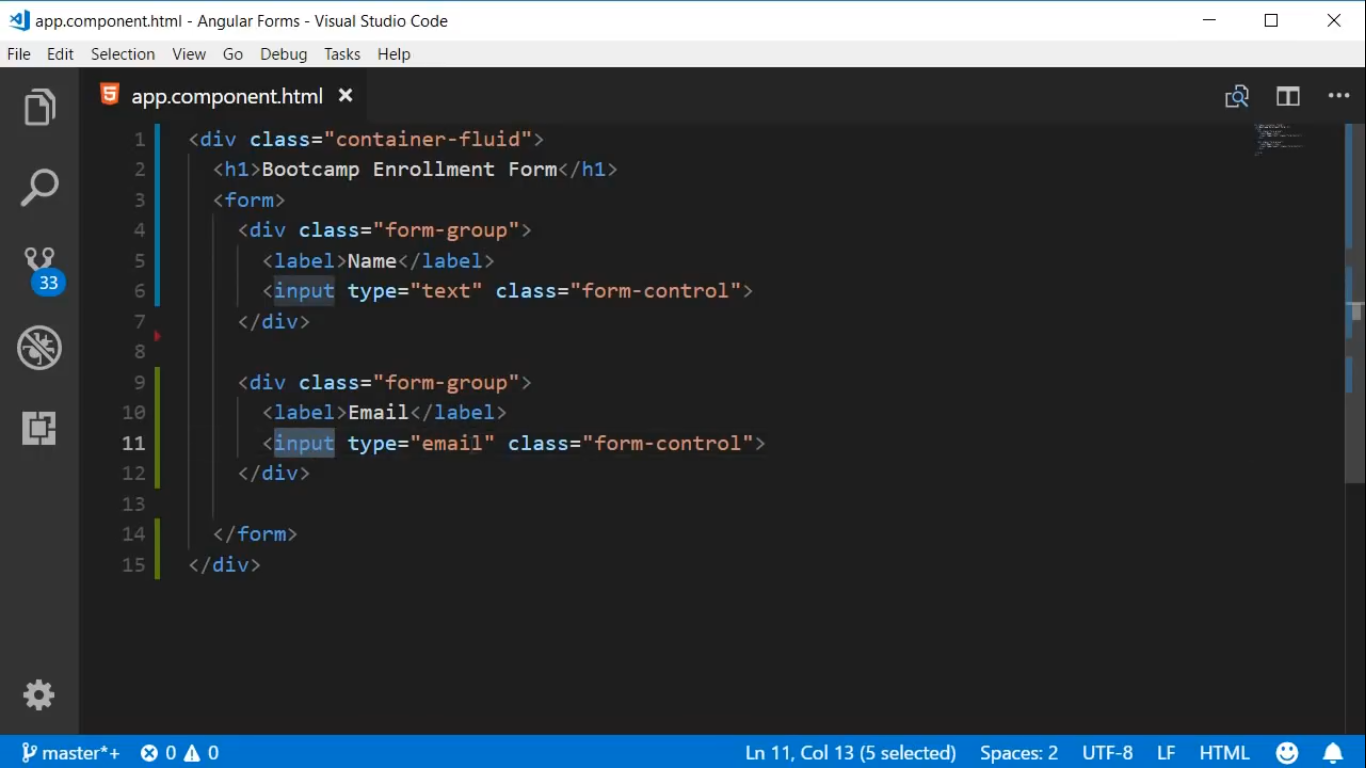 app.component.html - Angular Forms - Visual Studio Code
File Edit Selection View Go Debug Tasks Help
app.component.html
1 <div class="container-fluid">
2 <h1>Bootcamp Enrollment Form</h1>
3 <form>
4 <div class="form-group">
5 <label>Name</label>
6 <input type="text" class="form-control">
7 </div>
8
9 <div class="form-group">
10 <label>Email</label>
11 <input type="email" class="form-control">
12 </div>
13
14 </form>
15 </div>
33
master*+ 0 0 Ln 11, Col 13 (5 selected) Spaces: 2 UTF-8 LF HTML